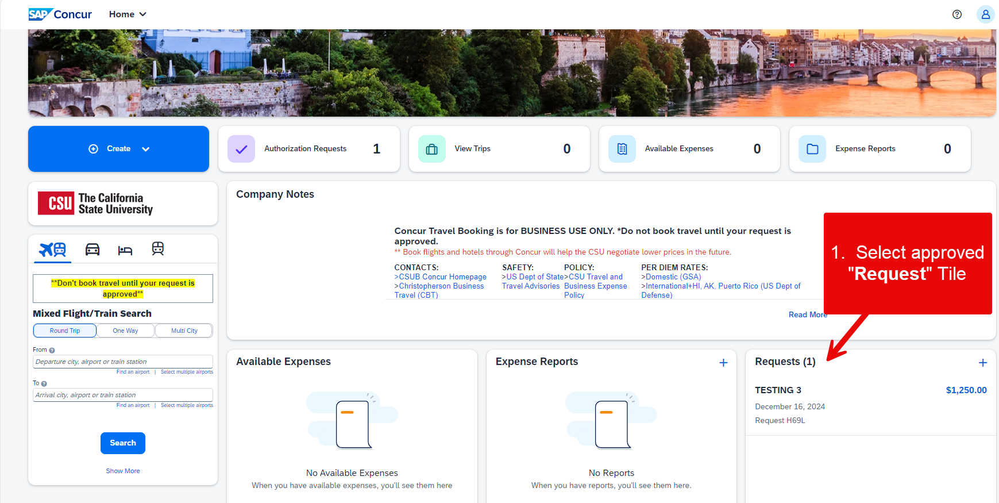 SAP Concur Home
Create
Authorization Requests 1
View Trips 0
Available Expenses 0
Expense Reports 0
CSU The California
State University
Company Notes
Concur Travel Booking is for BUSINESS USE ONLY. *Do not book travel until your request is
approved.
** Book flights and hotels through Concur will help the CSU negotiate lower prices in the future.
CONTACTS:
>CSUB Concur Homepage
>Christopherson Business
Travel (CBT)
SAFETY:
>US Dept of State
Travel Advisories
POLICY:
>CSU Travel and
Business Expense
Policy
PER DIEM RATES:
>Domestic (GSA)
>International+HI, AK, Puerto Rico (US Dept of
Defense)
Read More
1. Select approved
"Request" Tile
**Don't book travel until your request is
approved**
Mixed Flight/Train Search
Round Trip One Way Multi City
From ?
Departure city, airport or train station
Find an airport | Select multiple airports
To ?
Arrival city, airport or train station
Find an airport | Select multiple airports
Search
Show More
Available Expenses
No Available Expenses
When you have available expenses, you'll see them here
Expense Reports +
No Reports
When you have reports, you'll see them here.
Requests (1) +
TESTING 3 $1,250.00
December 16, 2024
Request H69L